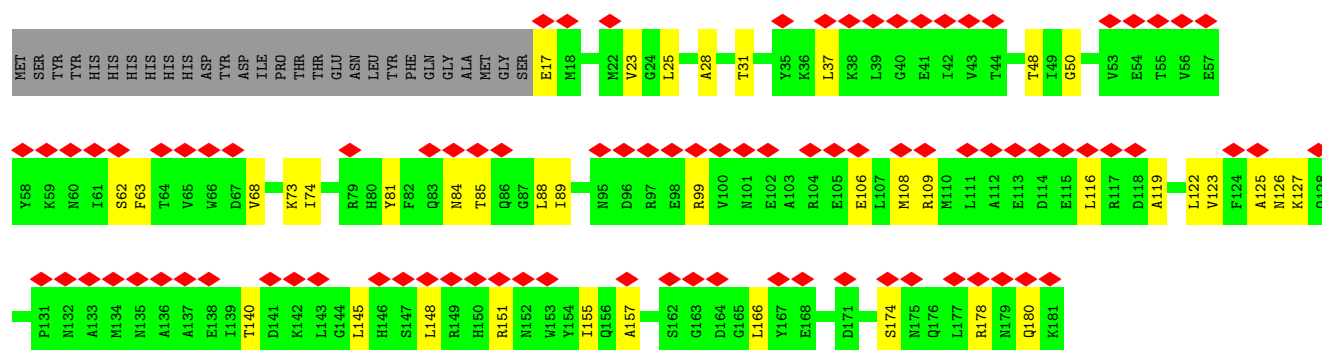 MET SER TYR TYR HIS HIS HIS HIS HIS HIS ASP TYR ASP ILE PRO THR THR GLU ASN LEU TYR PHE GLN GLY ALA MET GLY SER E17 M18 M22 V23 G24 L25 A28 T31 Y35 K36 L37 K38 L39 G40 E41 I42 V43 T44 T48 I49 G50 V53 E54 T55 V56 E57
Y58 K59 N60 I61 S62 F63 T64 V65 W66 D67 V68 K73 I74 R79 H80 Y81 F82 Q83 N84 T85 Q86 G87 L88 I89 N95 D96 R97 E98 R99 V100 N101 E102 A103 R104 E105 E106 L107 M108 R109 M110 L111 A112 E113 D114 E115 L116 R117 D118 A119 L122 V123 F124 A125 N126 K127
P131 N132 A133 M134 N135 A136 A137 E138 I139 T140 D141 K142 L143 G144 L145 H146 S147 L148 R149 H150 R151 N152 W153 Y154 I155 Q156 A157 S162 G163 D164 G165 L166 Y167 E168 D171 S174 N175 Q176 L177 R178 N179 Q180 K181